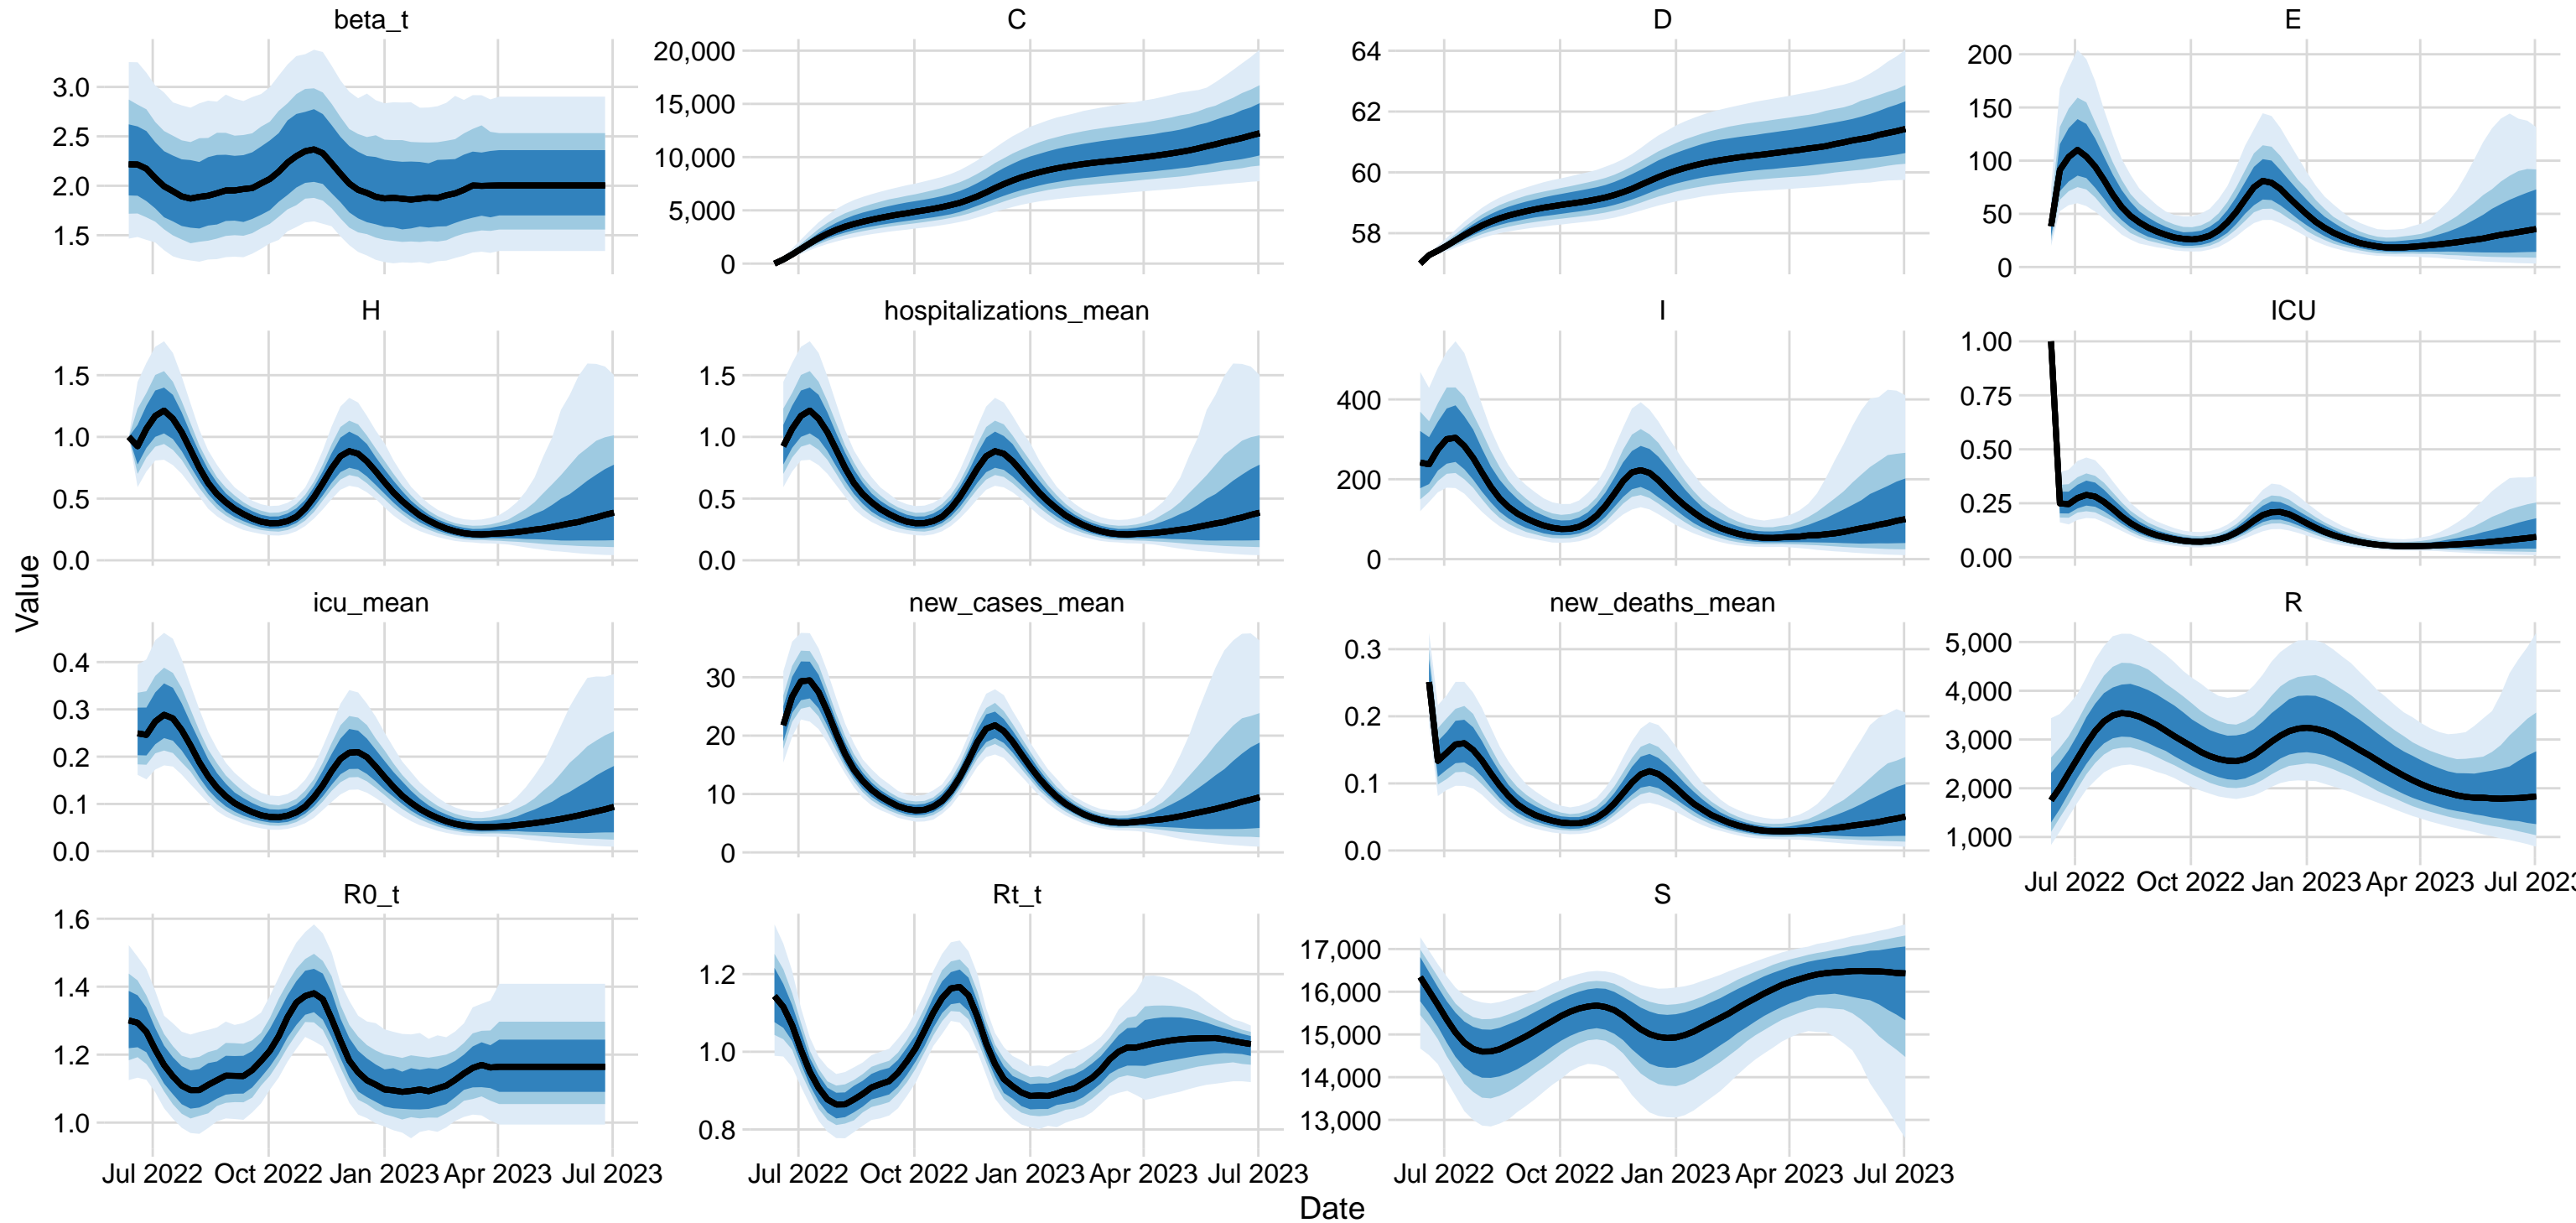 beta_t C D E
3.0 2.5 2.0 1.5
20,000 15,000 10,000 5,000 0
64 62 60 58
200 150 100 50 0
H hospitalizations_mean I ICU
1.5 1.0 0.5 0.0
1.5 1.0 0.5 0.0
400 200 0
1.00 0.75 0.50 0.25 0.00
Value
icu_mean new_cases_mean new_deaths_mean R
0.4 0.3 0.2 0.1 0.0
30 20 10 0
0.3 0.2 0.1 0.0
5,000 4,000 3,000 2,000 1,000
Jul 2022 Oct 2022 Jan 2023 Apr 2023 Jul 202
R0_t Rt_t S
1.6 1.4 1.2 1.0
1.2 1.0 0.8
17,000 16,000 15,000 14,000 13,000
Jul 2022 Oct 2022 Jan 2023 Apr 2023 Jul 2023
Jul 2022 Oct 2022 Jan 2023 Apr 2023 Jul 2023
Jul 2022 Oct 2022 Jan 2023 Apr 2023 Jul 2023
Date